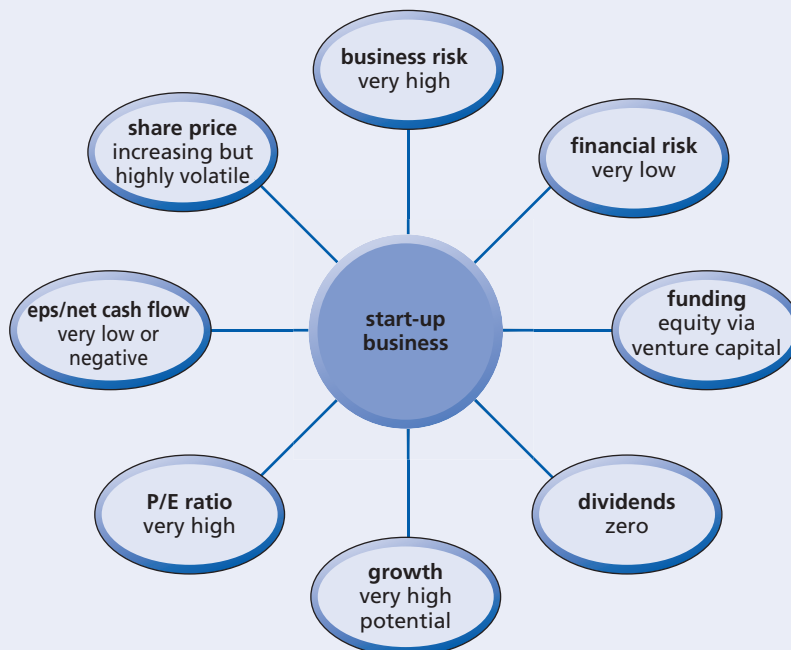 business risk
very high
financial risk
very low
funding
equity via
venture capital
dividends
zero
growth
very high
potential
P/E ratio
very high
eps/net cash flow
very low or
negative
share price
increasing but
highly volatile
start-up
business